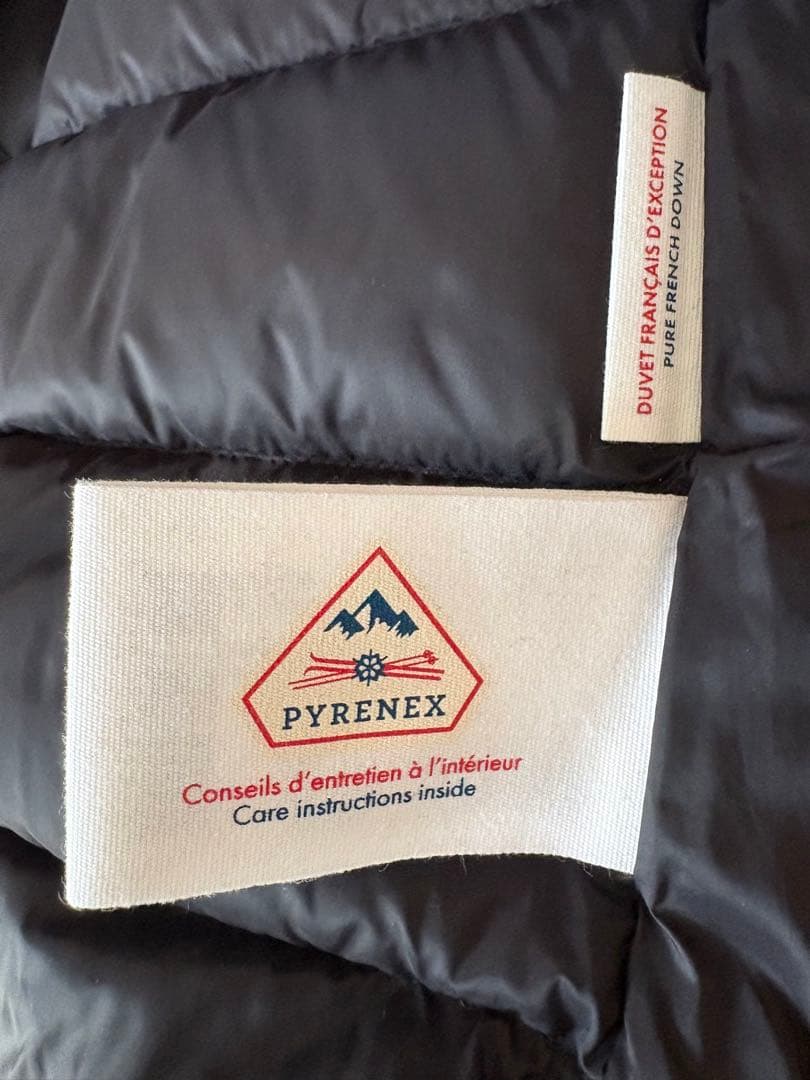 DUVET FRANÇAIS D'EXCEPTION
PURE FRENCH DOWN
PYRENEX
Conseils d'entretien à l'intérieur
Care instructions inside